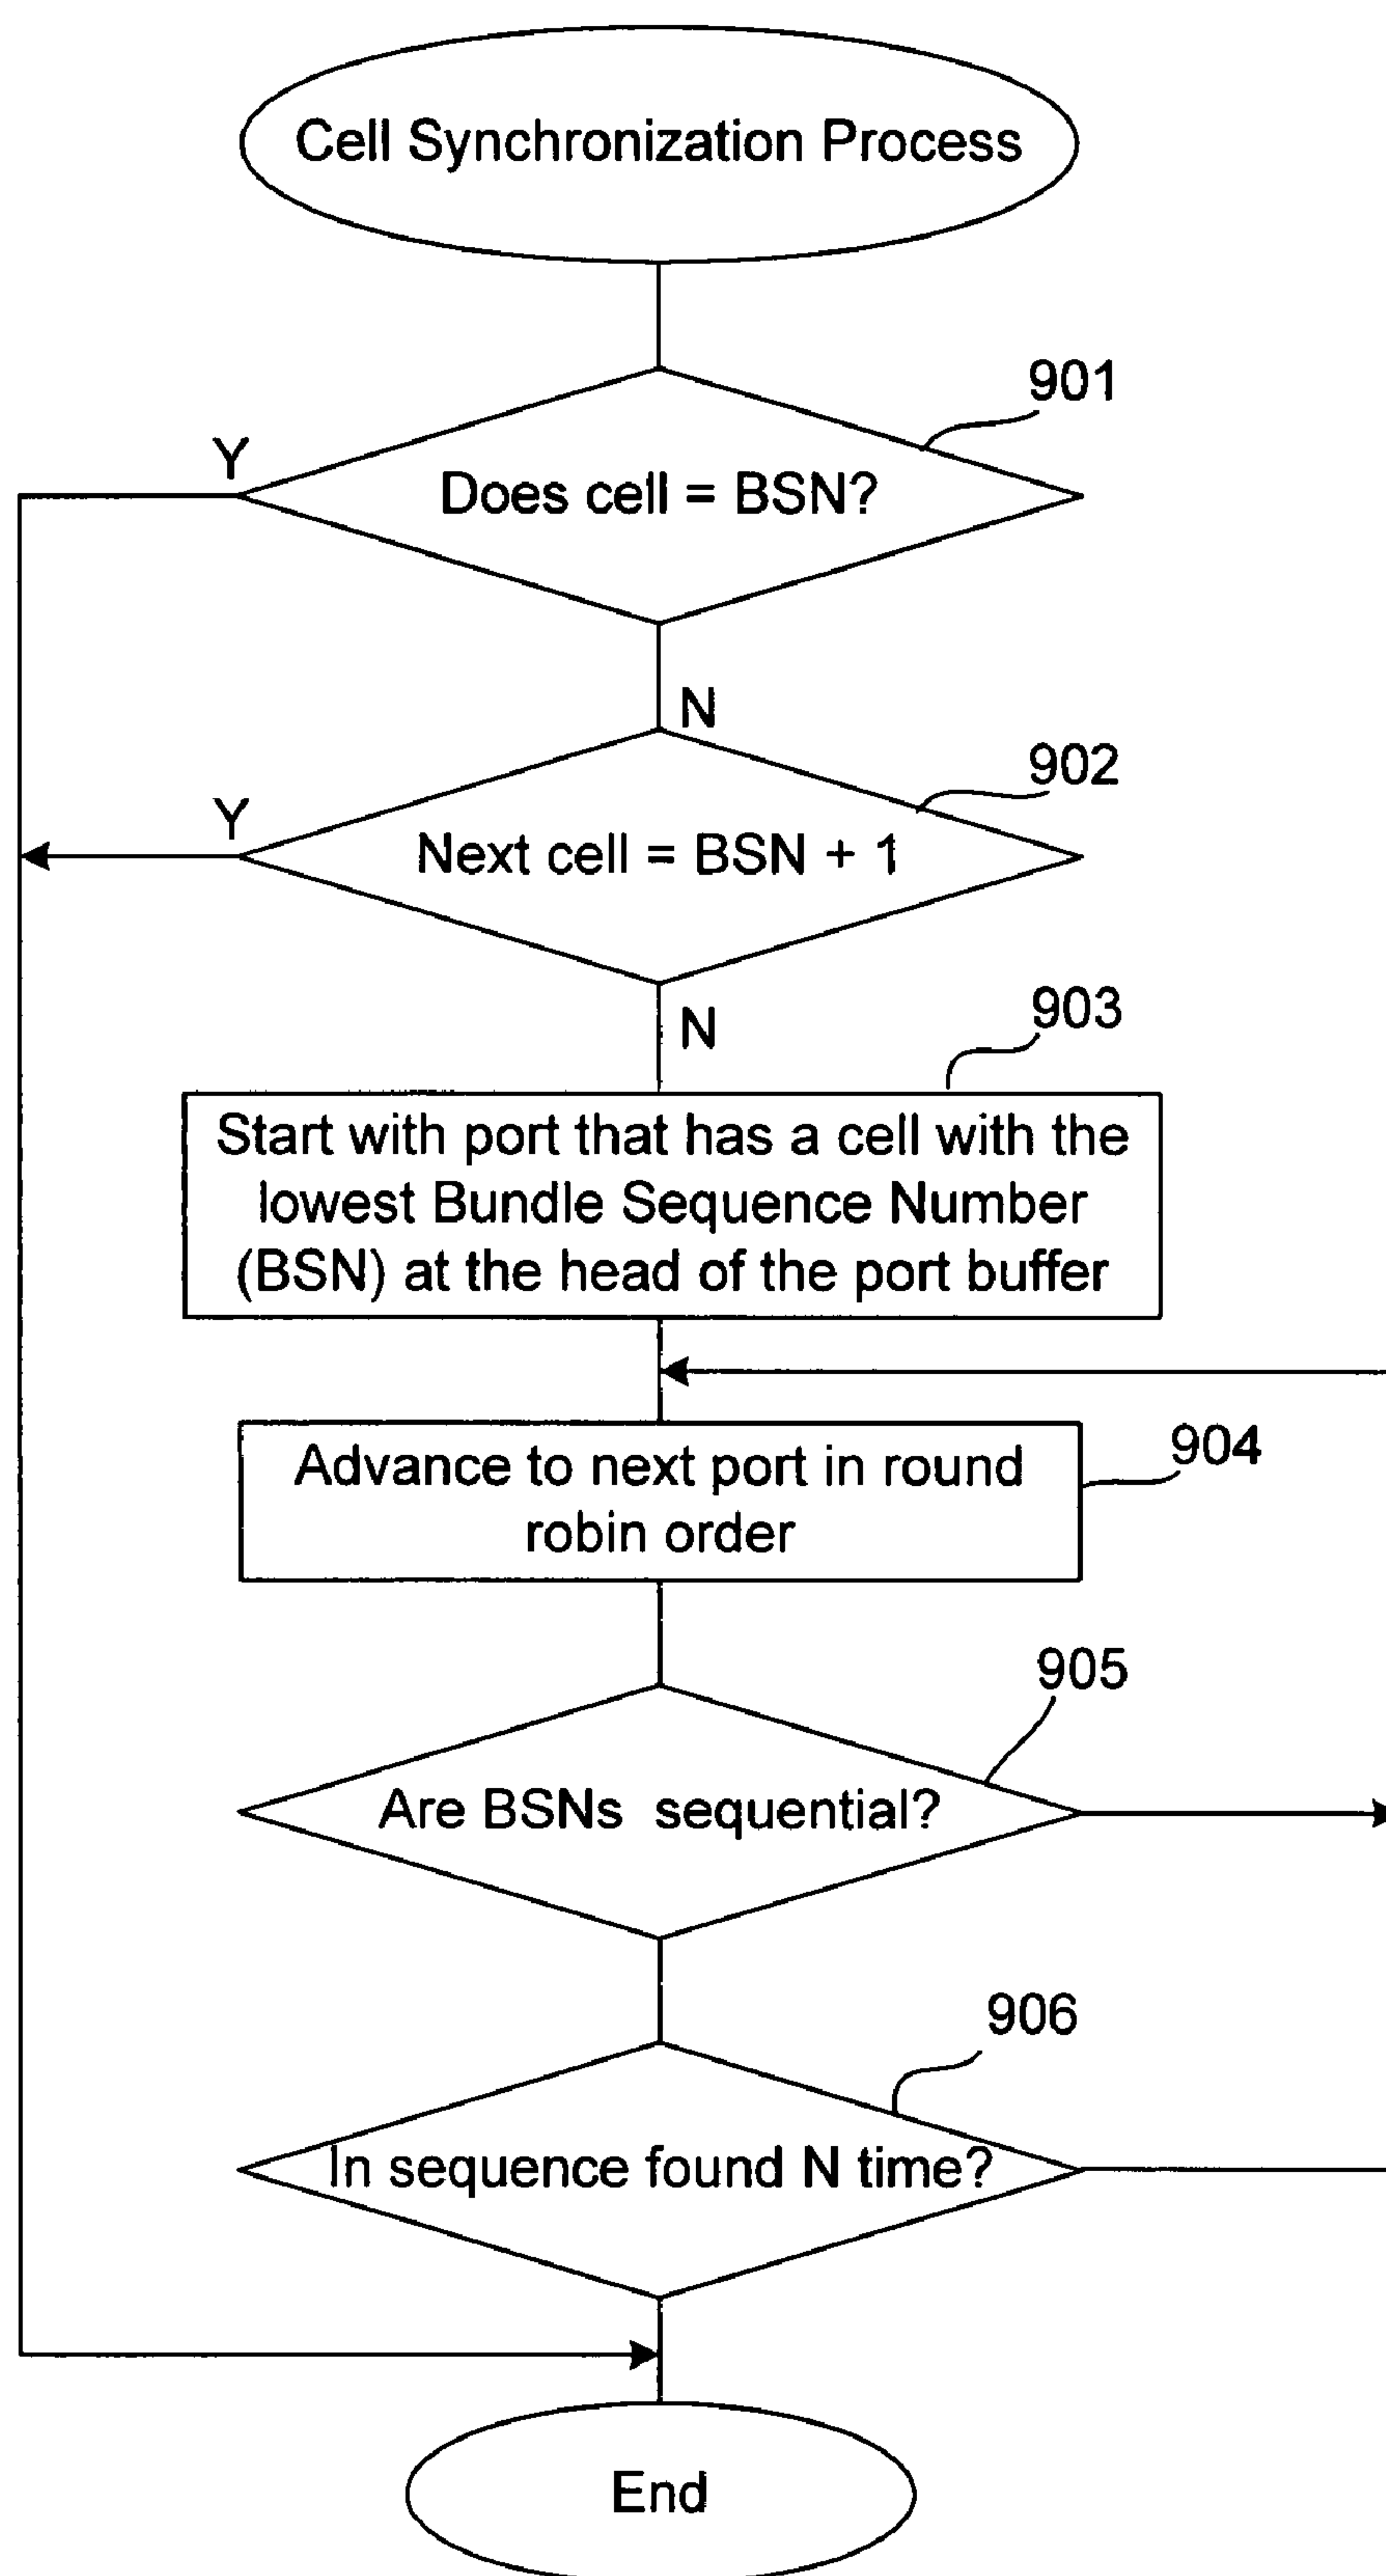 Cell Synchronization Process
901
Y
Does cell = BSN?
N
902
Y
Next cell = BSN + 1
N
903
Start with port that has a cell with the
lowest Bundle Sequence Number
(BSN) at the head of the port buffer
904
Advance to next port in round
robin order
905
Are BSNs sequential?
906
In sequence found N time?
End